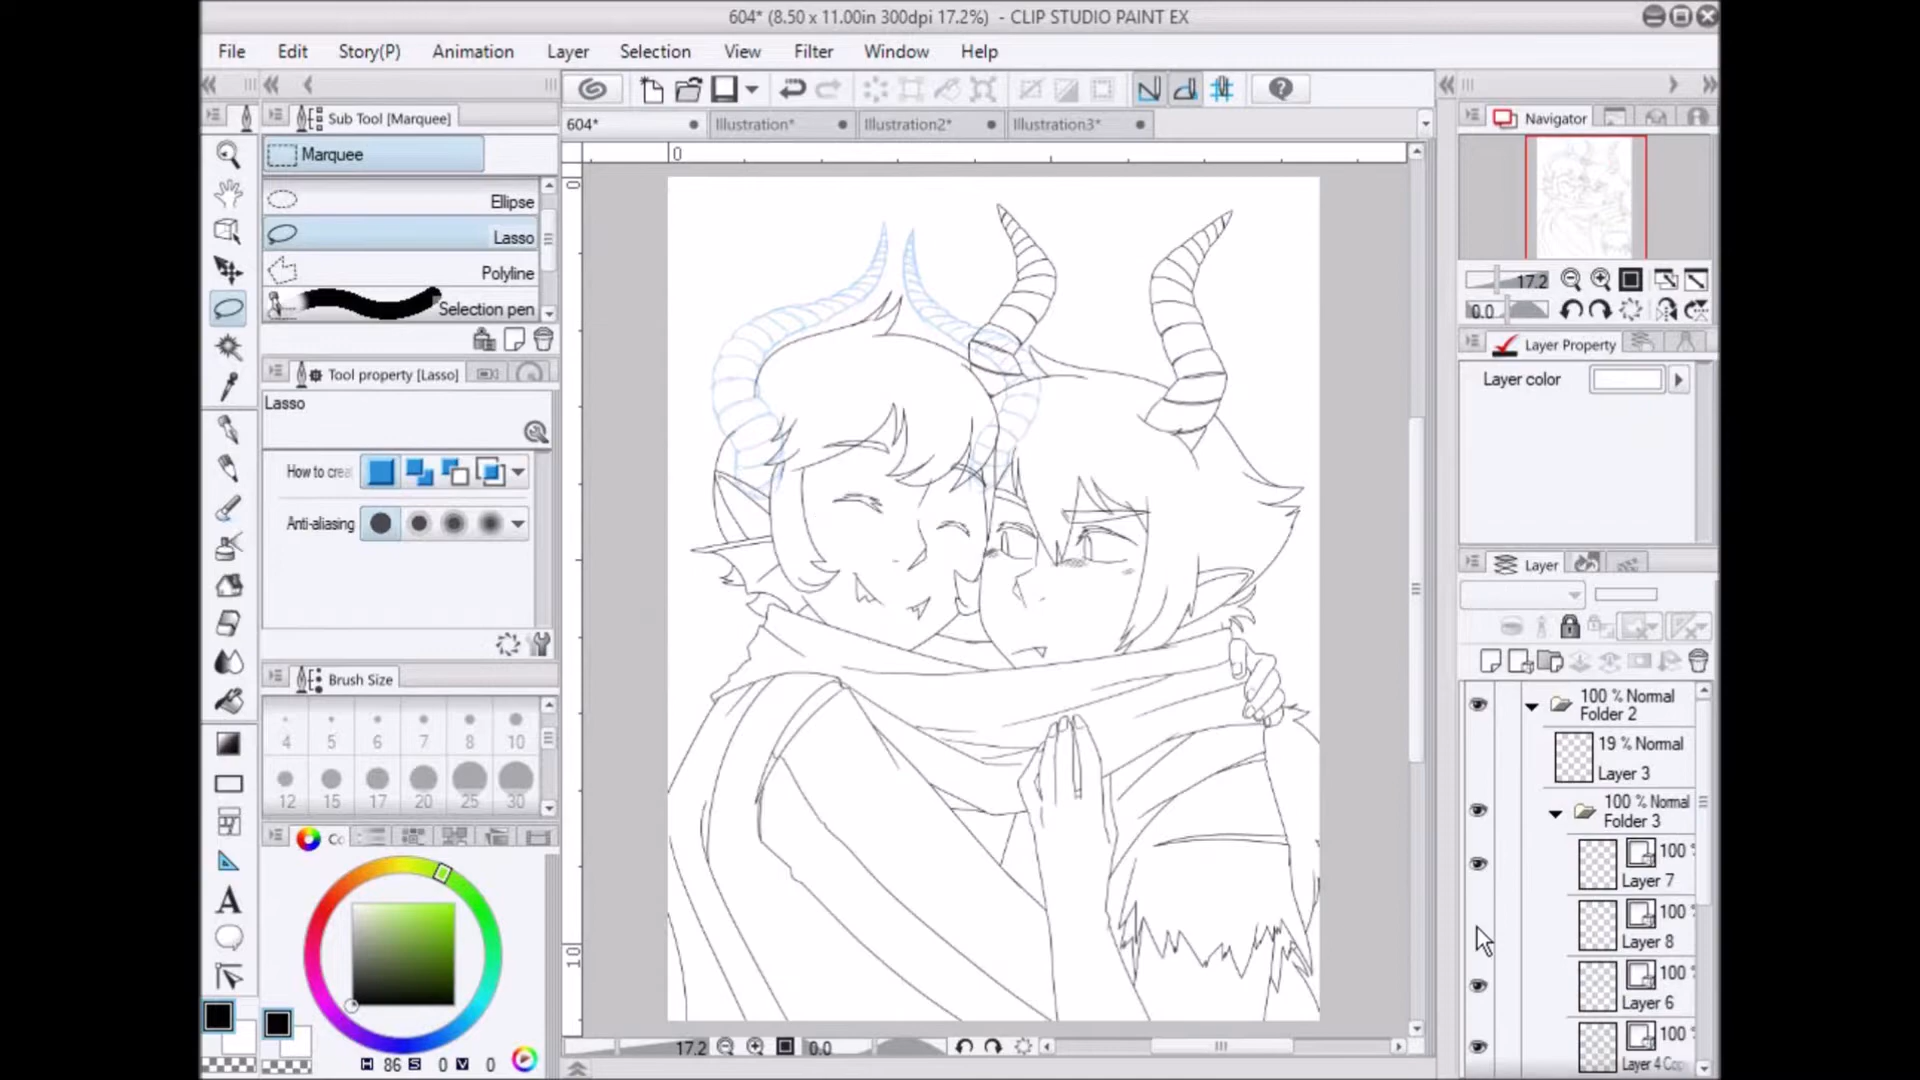 604* (8.50 x 11.00in 300dpi 17.2%) - CLIP STUDIO PAINT EX
File Edit Story(P) Animation Layer Selection View Filter Window Help
Sub Tool [Marquee]
Marquee
Ellipse
Lasso
Polyline
Selection pen
Tool property [Lasso]
Lasso
How to crea
Anti-aliasing
Brush Size
4 5 6 7 8 10
12 15 17 20 25 30
Co
H 86 S 0 V 0
604* Illustration* Illustration2* Illustration3*
0
0
10
17.2 0.0
Navigator
17.2
0.0
Layer Property
Layer color
Layer
100 % Normal
Folder 2
19 % Normal
Layer 3
100 % Normal
Folder 3
100 %
Layer 7
100 %
Layer 8
100 %
Layer 6
100 %
Layer 4 Cop
A